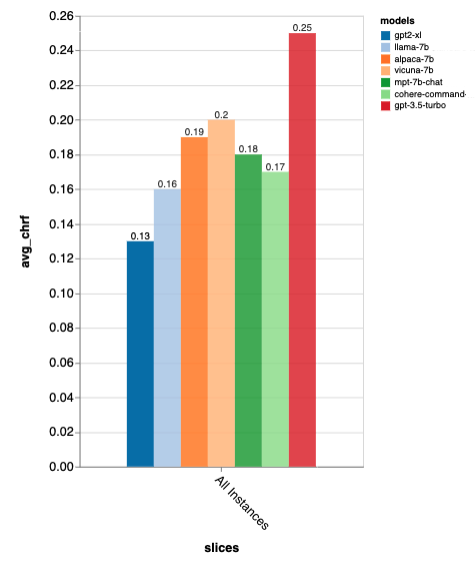 0.26
0.24
0.22
0.20
0.18
0.16
0.14
0.12
0.10
0.08
0.06
0.04
0.02
0.00
avg_chrf
0.13
0.16
0.19
0.2
0.18
0.17
0.25
All Instances
slices
models
gpt2-xl
llama-7b
alpaca-7b
vicuna-7b
mpt-7b-chat
cohere-command-
gpt-3.5-turbo